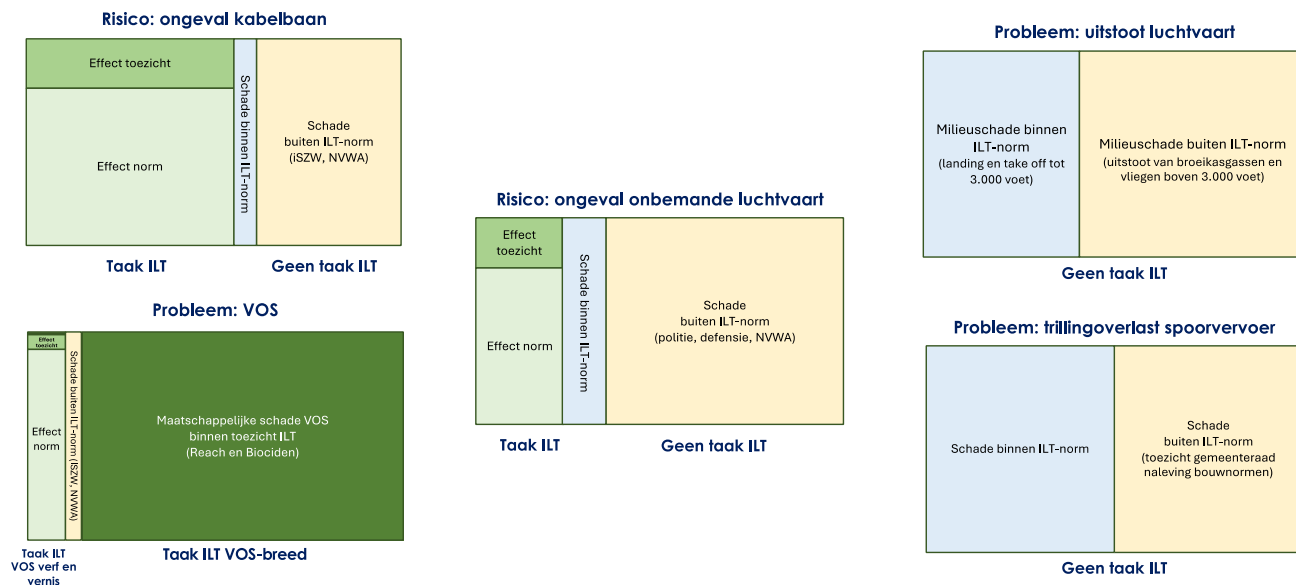 Risico: ongeval kabelbaan
Effect toezicht
Effect norm
Schade binnen ILT-norm
Schade
buiten ILT-norm
(iSZW, NVWA)
Taak ILT
Geen taak ILT
Probleem: VOS
Effect
toezicht
Effect
norm
Schade buiten ILT-norm (ISZW, NVWA)
Maatschappelijke schade VOS
binnen toezicht ILT
(Reach en Biociden)
Taak ILT
VOS verf en
vernis
Taak ILT VOS-breed
Risico: ongeval onbemande luchtvaart
Effect
toezicht
Effect norm
Schade binnen ILT-norm
Schade
buiten ILT-norm
(politie, defensie, NVWA)
Taak ILT
Geen taak ILT
Probleem: uitstoot luchtvaart
Milieuschade binnen
ILT-norm
(landing en take off tot
3.000 voet)
Milieuschade buiten ILT-norm
(uitstoot van broeikasgassen en
vliegen boven 3.000 voet)
Geen taak ILT
Probleem: trillingoverlast spoorvervoer
Schade binnen ILT-norm
Schade
buiten ILT-norm
(toezicht gemeenteraad
naleving bouwnormen)
Geen taak ILT